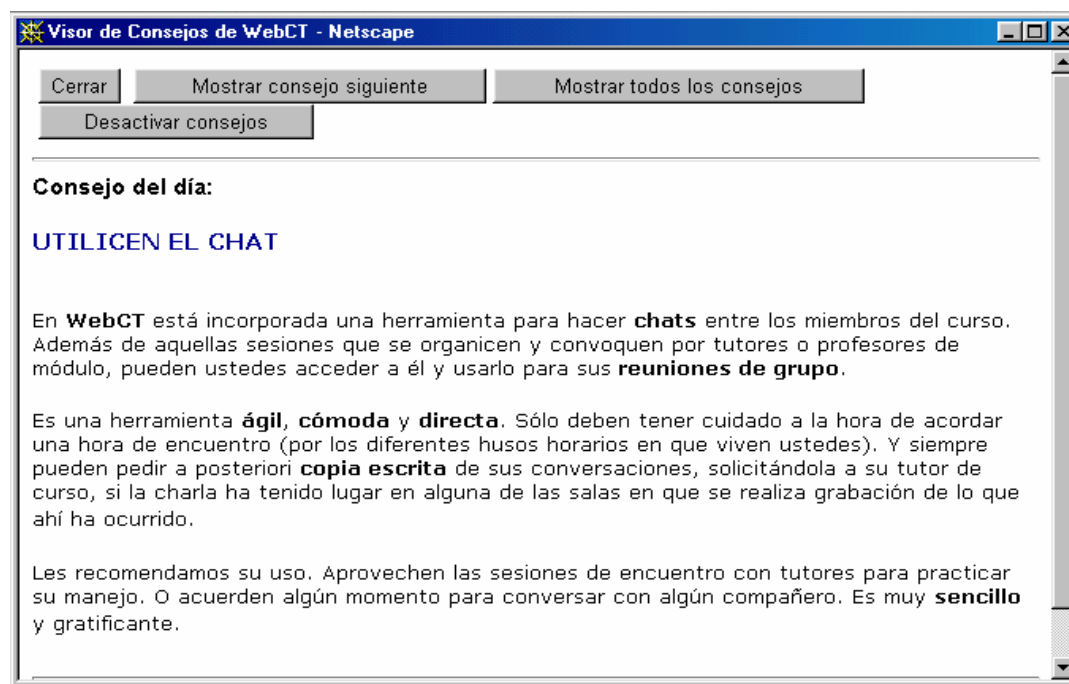 Visor de Consejos de WebCT - Netscape
Cerrar Mostrar consejo siguiente Mostrar todos los consejos
Desactivar consejos
Consejo del día:
UTILICEN EL CHAT
En WebCT está incorporada una herramienta para hacer chats entre los miembros del curso.
Además de aquellas sesiones que se organicen y convoquen por tutores o profesores de
módulo, pueden ustedes acceder a él y usarlo para sus reuniones de grupo.
Es una herramienta ágil, cómoda y directa. Sólo deben tener cuidado a la hora de acordar
una hora de encuentro (por los diferentes husos horarios en que viven ustedes). Y siempre
pueden pedir a posteriori copia escrita de sus conversaciones, solicitándola a su tutor de
curso, si la charla ha tenido lugar en alguna de las salas en que se realiza grabación de lo que
ahí ha ocurrido.
Les recomendamos su uso. Aprovechen las sesiones de encuentro con tutores para practicar
su manejo. O acuerden algún momento para conversar con algún compañero. Es muy sencillo
y gratificante.